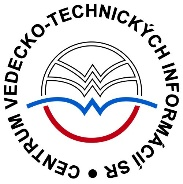 CENTRUM VEDECKO-TECHNICKÝCH INFORMÁCIÍ SR •